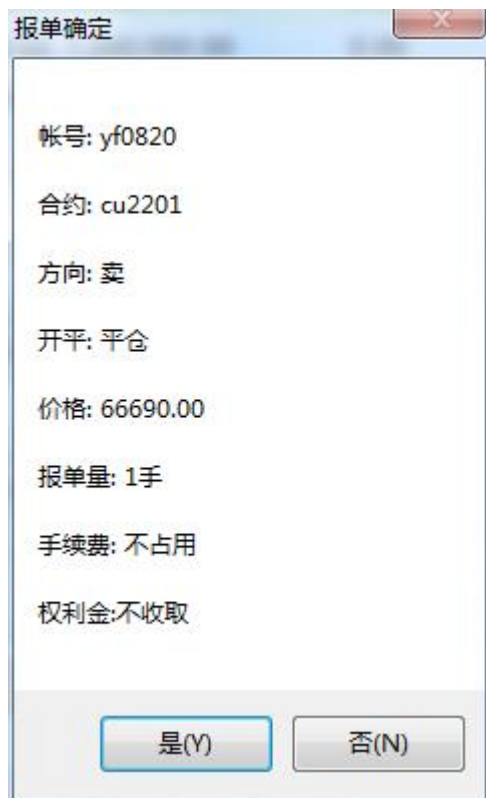 报单确定
帐号: yf0820
合约: cu2201
方向: 卖
开平: 平仓
价格: 66690.00
报单量: 1手
手续费: 不占用
权利金:不收取
是(Y)
否(N)